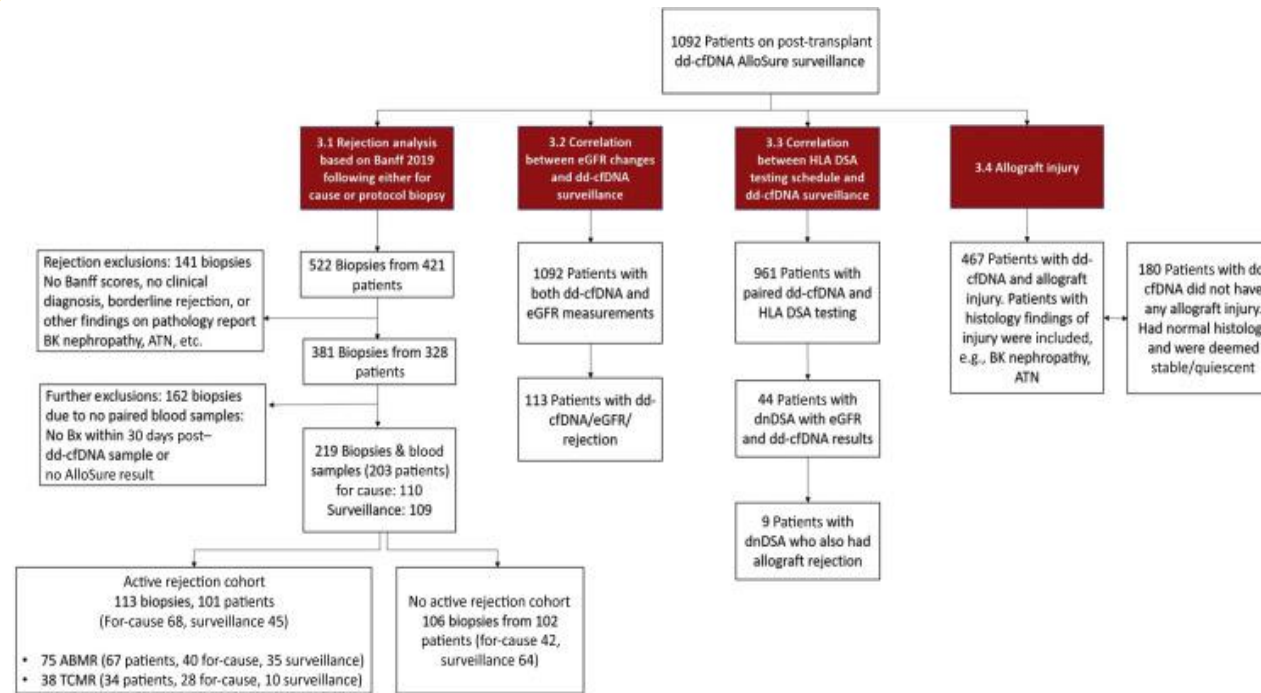 1092 Patients on post-transplant
dd-cfDNA AlloSure surveillance
3.1 Rejection analysis
based on Banff 2019
following either for
cause or protocol biopsy
3.2 Correlation
between eGFR changes
and dd-cfDNA
surveillance
3.3 Correlation
between HLA DSA
testing schedule and
dd-cfDNA surveillance
3.4 Allograft injury
Rejection exclusions: 141 biopsies
No Banff scores, no clinical
diagnosis, borderline rejection, or
other findings on pathology report
BK nephropathy, ATN, etc.
522 Biopsies from 421
patients
381 Biopsies from 328
patients
Further exclusions: 162 biopsies
due to no paired blood samples:
No Bx within 30 days post–
dd-cfDNA sample or
no AlloSure result
219 Biopsies & blood
samples (203 patients)
for cause: 110
Surveillance: 109
Active rejection cohort
113 biopsies, 101 patients
(For-cause 68, surveillance 45)
• 75 ABMR (67 patients, 40 for-cause, 35 surveillance)
• 38 TCMR (34 patients, 28 for-cause, 10 surveillance)
No active rejection cohort
106 biopsies from 102
patients (for-cause 42,
surveillance 64)
1092 Patients with
both dd-cfDNA and
eGFR measurements
113 Patients with dd-
cfDNA/eGFR/
rejection
961 Patients with
paired dd-cfDNA and
HLA DSA testing
44 Patients with
dnDSA with eGFR
and dd-cfDNA results
9 Patients with
dnDSA who also had
allograft rejection
467 Patients with dd-
cfDNA and allograft
injury. Patients with
histology findings of
injury were included,
e.g., BK nephropathy,
ATN
180 Patients with dd
cfDNA did not have
any allograft injury.
Had normal histolog
and were deemed
stable/quiescent